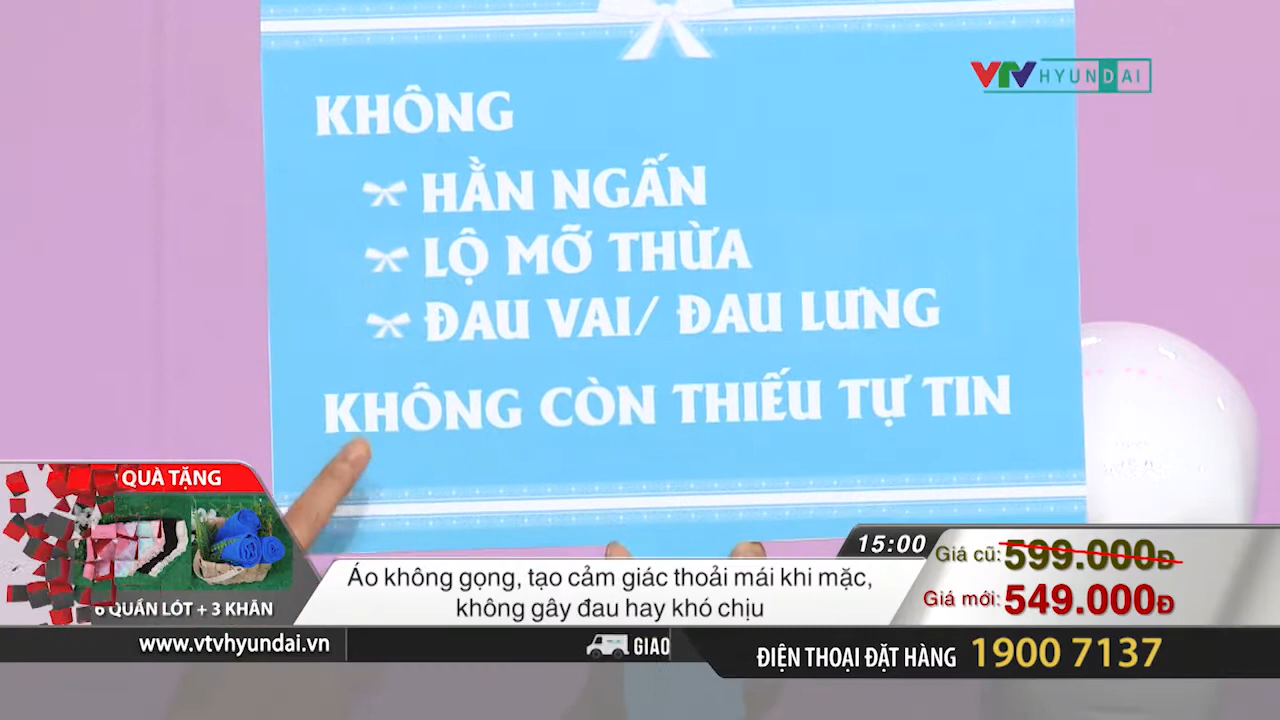 VTV HYUNDAI
KHÔNG
HẰN NGẤN
LỘ MỠ THỪA
ĐAU VAI/ ĐAU LƯNG
KHÔNG CÒN THIẾU TỰ TIN
QUÀ TẶNG
6 QUẦN LÓT + 3 KHĂN
15:00
Áo không gọng, tạo cảm giác thoải mái khi mặc,
không gây đau hay khó chịu
Giá cũ: 599.000Đ
Giá mới: 549.000Đ
www.vtvhyundai.vn
GIAO
ĐIỆN THOẠI ĐẶT HÀNG 1900 7137